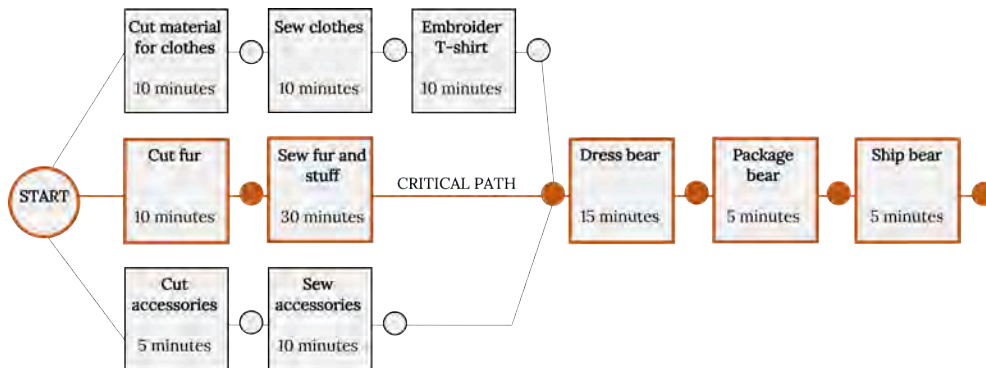 Cut material
for clothes
10 minutes
Sew clothes
10 minutes
Embroider
T-shirt
10 minutes
START
Cut fur
10 minutes
Sew fur and
stuff
30 minutes
CRITICAL PATH
Dress bear
15 minutes
Package
bear
5 minutes
Ship bear
5 minutes
Cut
accessories
5 minutes
Sew
accessories
10 minutes